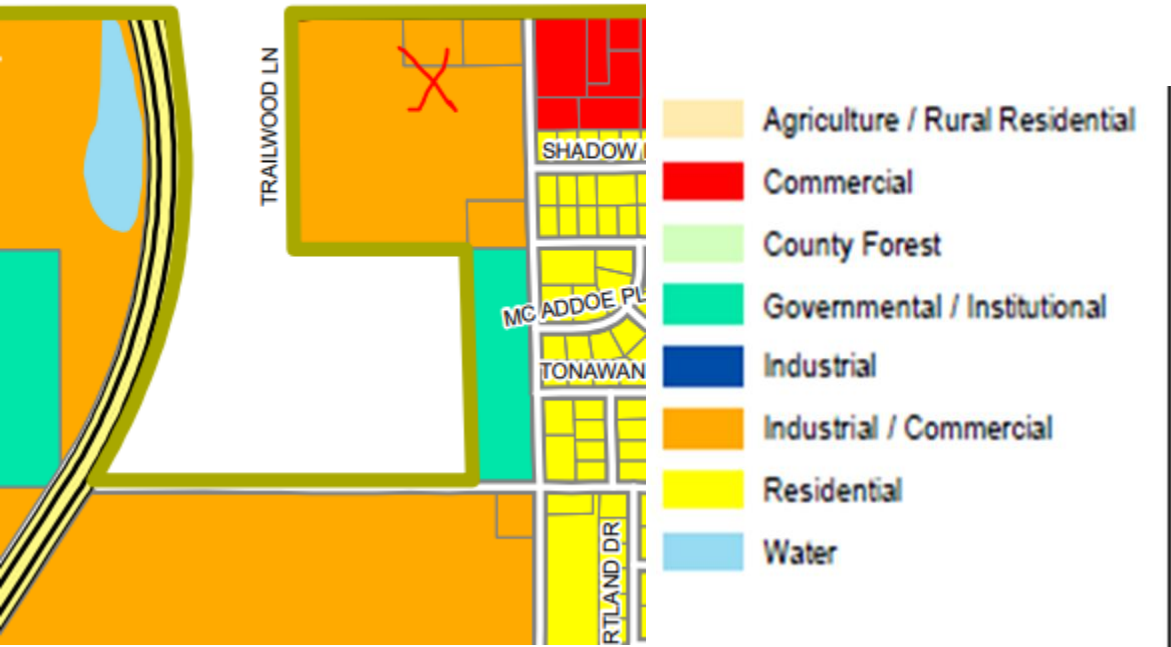 TRAILWOOD LN
SHADOW
MC ADDOE PL
TONAWAN
RTLAND DR
Agriculture / Rural Residential
Commercial
County Forest
Governmental / Institutional
Industrial
Industrial / Commercial
Residential
Water